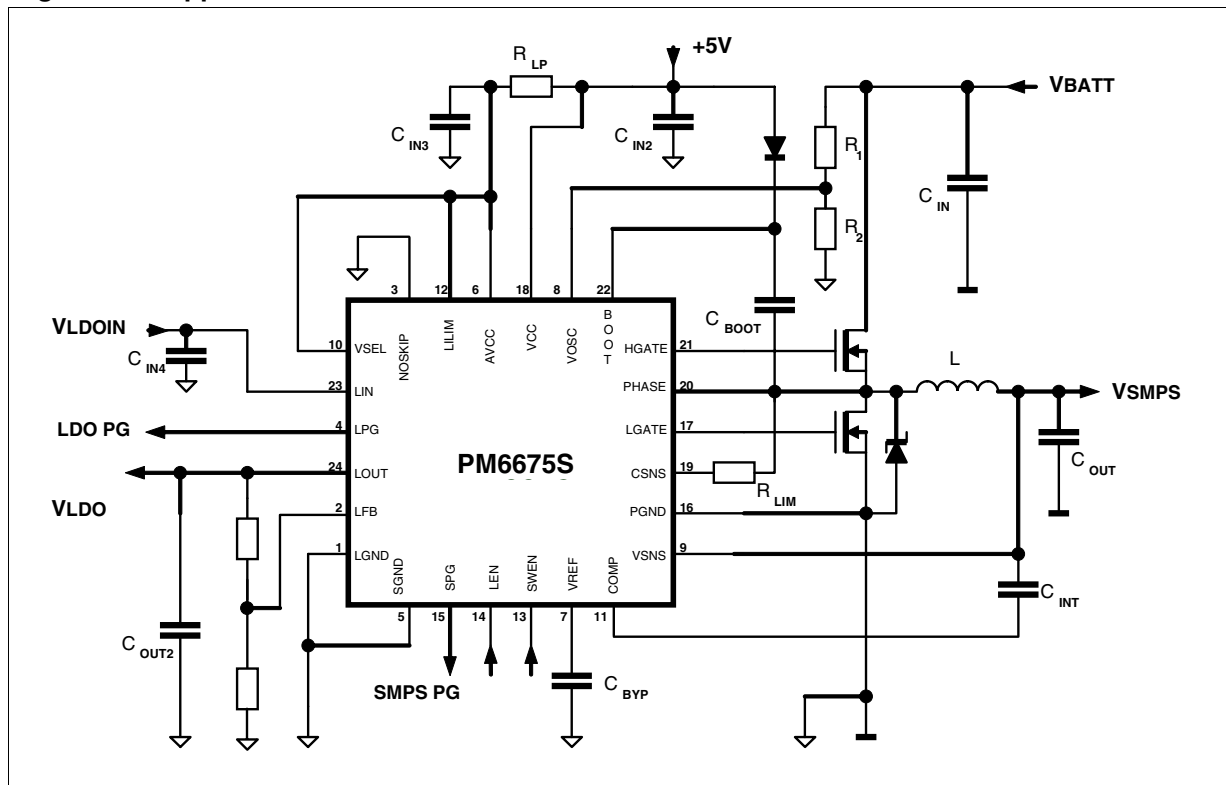 +5V
R LP
VBATT
C IN3
C IN2
R1
C IN
R2
3
12
6
18
8
22
NOSKIP
LILIM
AVCC
VCC
VOSC
BOOT
C BOOT
VLDOIN
C IN4
10 VSEL
HGATE 21
L
23 LIN
PHASE 20
VSMPS
LDO PG
4 LPG
LGATE 17
PM6675S
C OUT
24 LOUT
CSNS 19
R LIM
VLDO
2 LFB
PGND 16
1 LGND
VSNS 9
SGND
SPG
LEN
SWEN
VREF
COMP
C INT
5
15
14
13
7
11
C OUT2
SMPS PG
C BYP